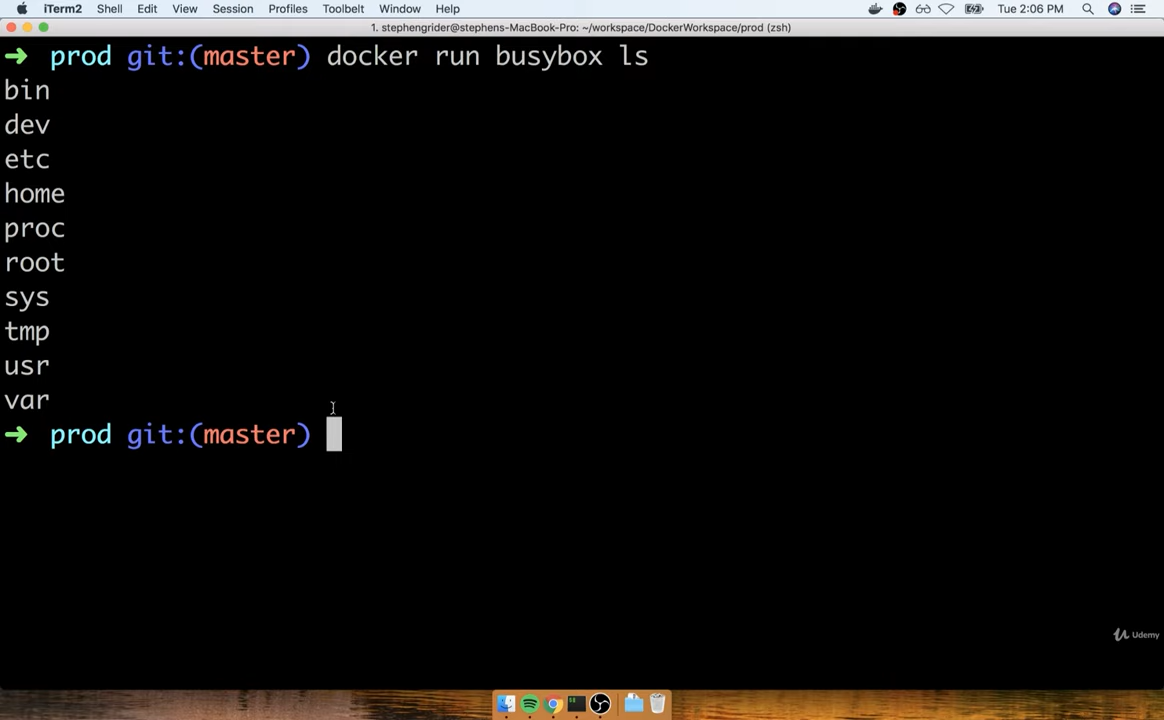 iTerm2 Shell Edit View Session Profiles Toolbelt Window Help Tue 2:06 PM
1. stephengrider@stephens-MacBook-Pro: ~/workspace/DockerWorkspace/prod (zsh)
➜ prod git:(master) docker run busybox ls
bin
dev
etc
home
proc
root
sys
tmp
usr
var
➜ prod git:(master)
Udemy